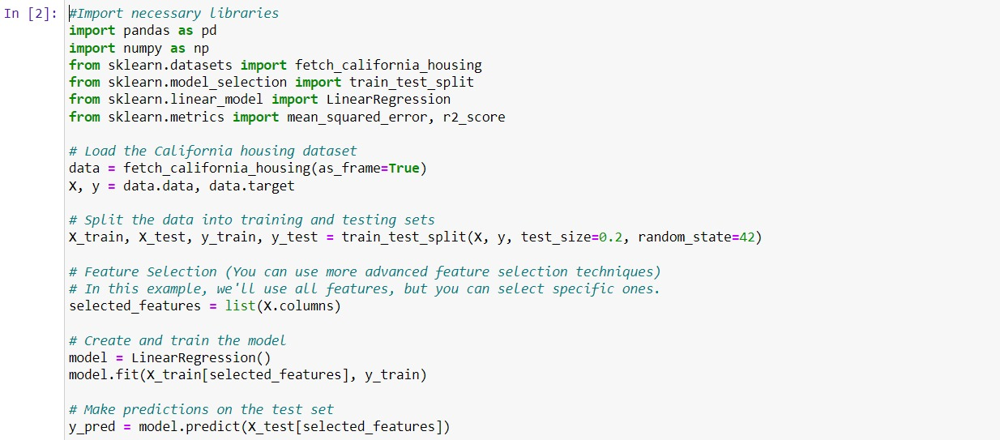 In [2]: #Import necessary libraries
import pandas as pd
import numpy as np
from sklearn.datasets import fetch_california_housing
from sklearn.model_selection import train_test_split
from sklearn.linear_model import LinearRegression
from sklearn.metrics import mean_squared_error, r2_score
# Load the California housing dataset
data = fetch_california_housing(as_frame=True)
X, y = data.data, data.target
# Split the data into training and testing sets
X_train, X_test, y_train, y_test = train_test_split(X, y, test_size=0.2, random_state=42)
# Feature Selection (You can use more advanced feature selection techniques)
# In this example, we'll use all features, but you can select specific ones.
selected_features = list(X.columns)
# Create and train the model
model = LinearRegression()
model.fit(X_train[selected_features], y_train)
# Make predictions on the test set
y_pred = model.predict(X_test[selected_features])